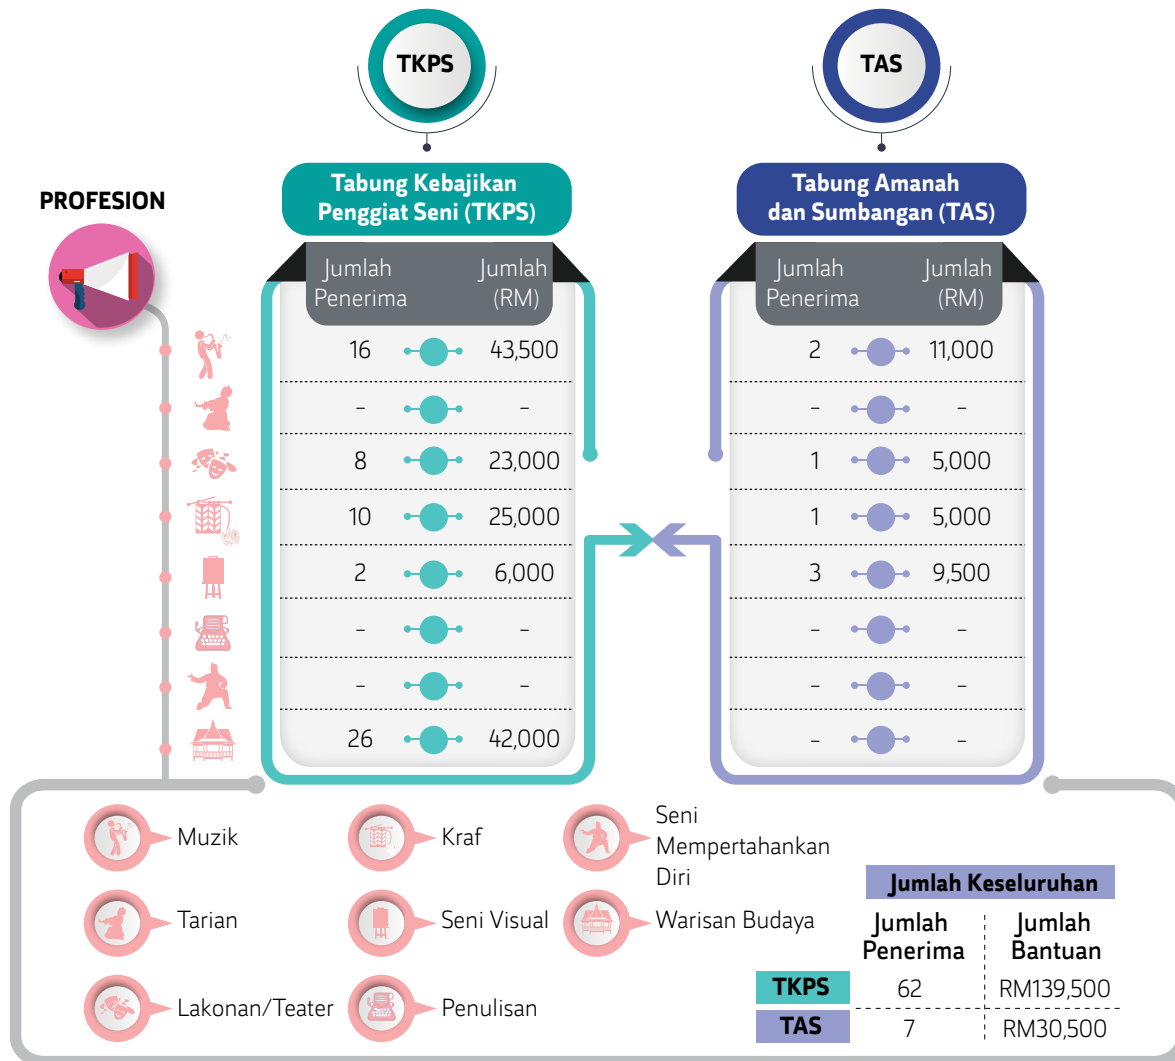 TKPS
TAS
PROFESION
Tabung Kebajikan
Penggiat Seni (TKPS)
Jumlah
Penerima
Jumlah
(RM)
16 43,500
– –
8 23,000
10 25,000
2 6,000
– –
– –
26 42,000
Tabung Amanah
dan Sumbangan (TAS)
Jumlah
Penerima
Jumlah
(RM)
2 11,000
– –
1 5,000
1 5,000
3 9,500
– –
– –
– –
Muzik
Tarian
Lakonan/Teater
Kraf
Seni Visual
Penulisan
Seni
Mempertahankan
Diri
Warisan Budaya
Jumlah Keseluruhan
Jumlah
Penerima
Jumlah
Bantuan
TKPS 62 RM139,500
TAS 7 RM30,500